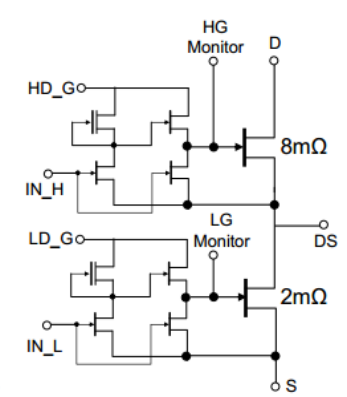 HG
Monitor
D
HD_G
8mΩ
IN_H
LG
Monitor
DS
LD_G
2mΩ
IN_L
S